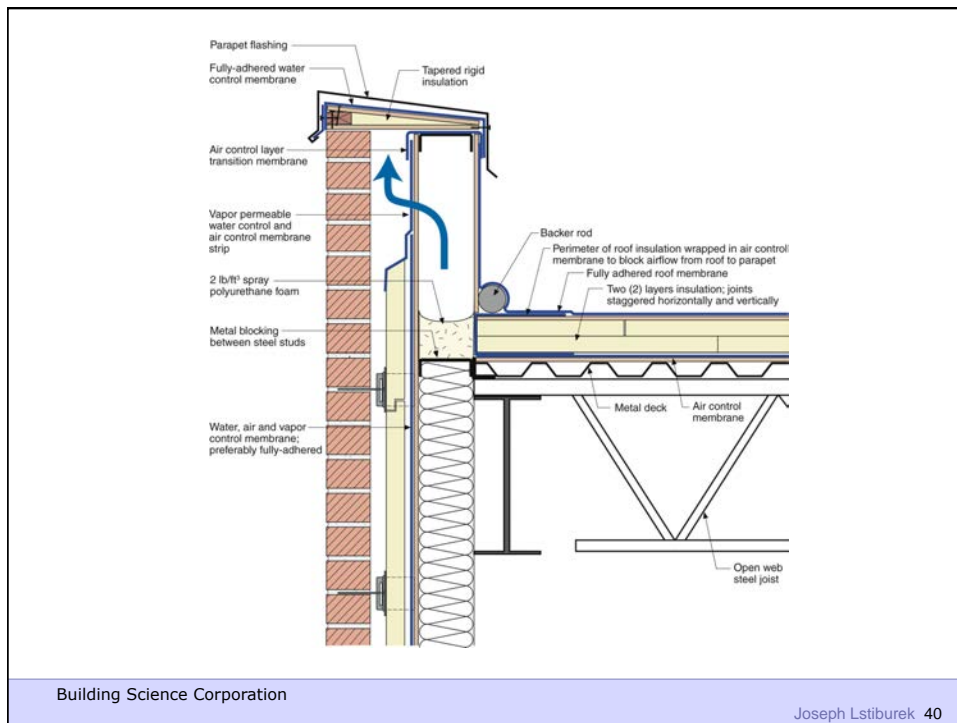 Parapet flashing
Fully-adhered water
control membrane
Tapered rigid
insulation
Air control layer
transition membrane
Vapor permeable
water control and
air control membrane
strip
Backer rod
Perimeter of roof insulation wrapped in air control
membrane to block airflow from roof to parapet
Fully adhered roof membrane
Two (2) layers insulation; joints
staggered horizontally and vertically
2 lb/ft³ spray
polyurethane foam
Metal blocking
between steel studs
Metal deck
Air control
membrane
Water, air and vapor
control membrane;
preferably fully-adhered
Open web
steel joist
Building Science Corporation
Joseph Lstiburek 40